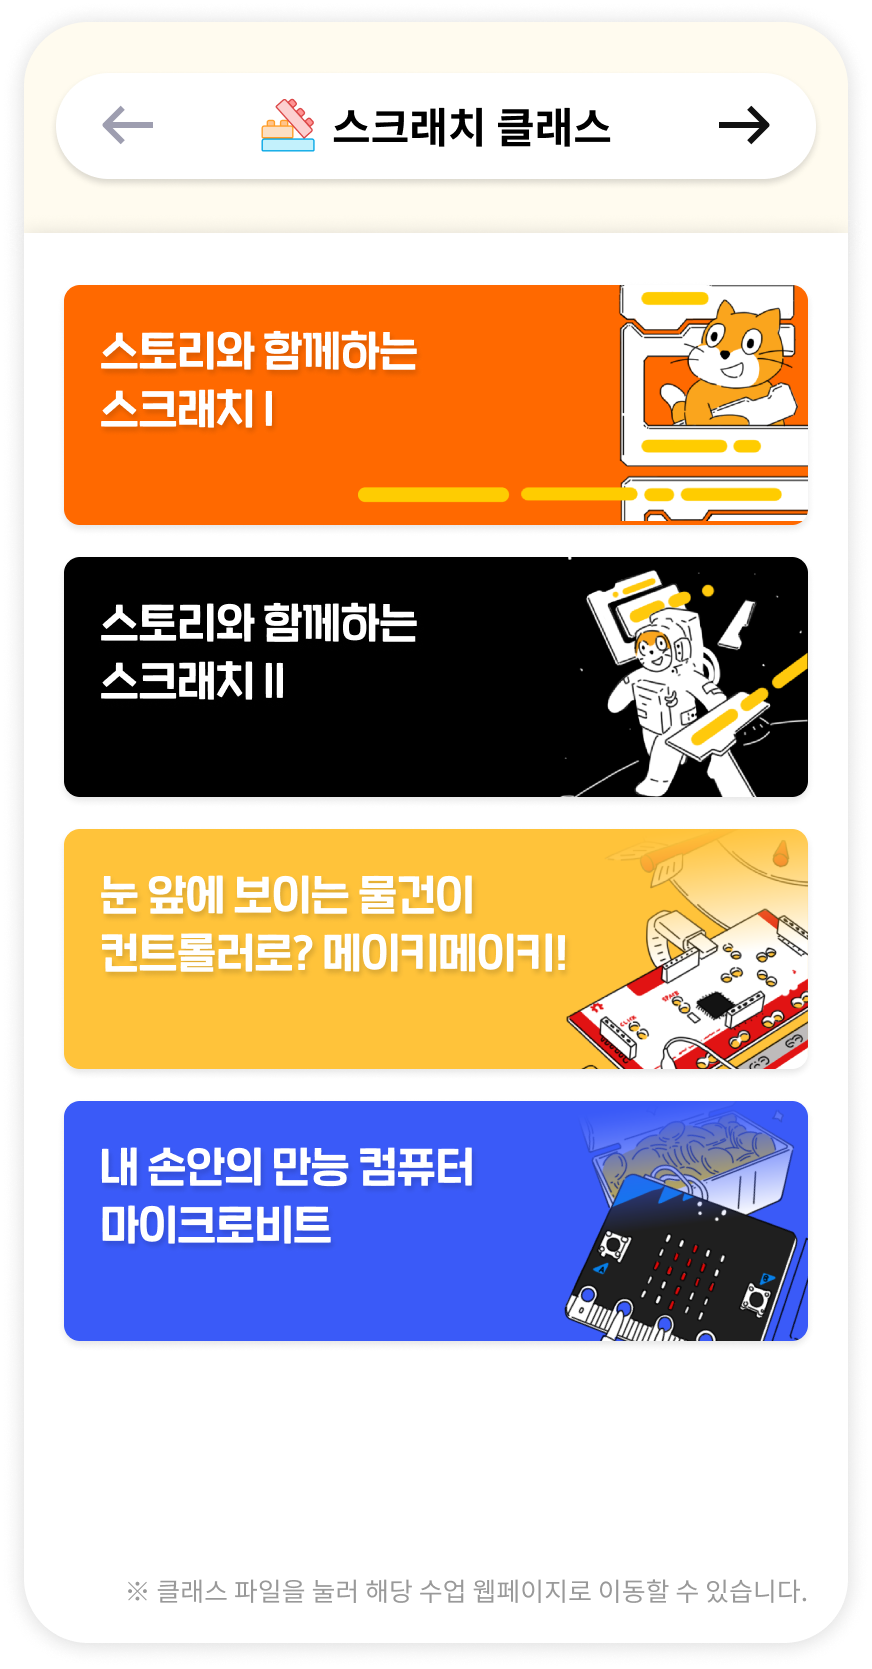 스크래치 클래스
스토리와 함께하는
스크래치 I
스토리와 함께하는
스크래치 II
눈 앞에 보이는 물건이
컨트롤러로? 메이키메이키!
SPACE
CLICK
내 손안의 만능 컴퓨터
마이크로비트
A
B
※ 클래스 파일을 눌러 해당 수업 웹페이지로 이동할 수 있습니다.